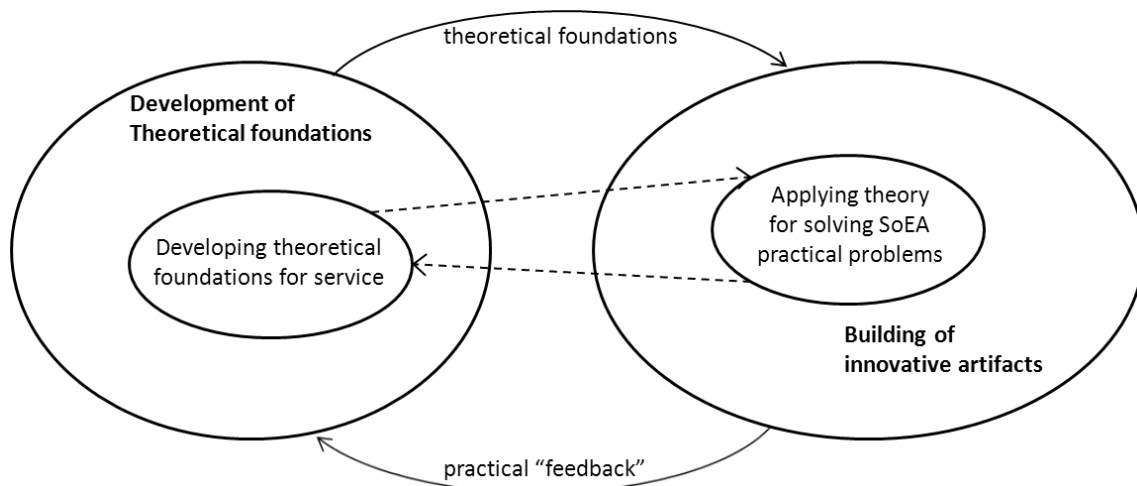 theoretical foundations
Development of
Theoretical foundations
Developing theoretical
foundations for service
Applying theory
for solving SoEA
practical problems
Building of
innovative artifacts
practical “feedback”